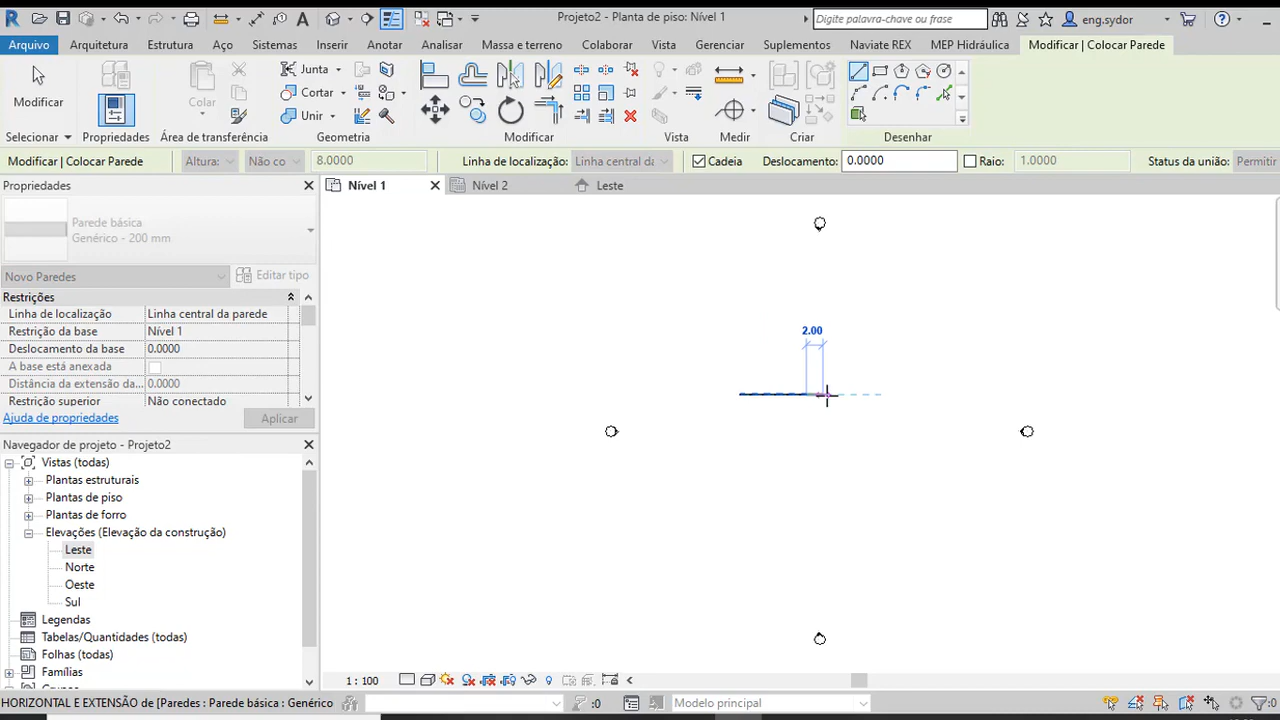 Projeto2 - Planta de piso: Nível 1
Digite palavra-chave ou frase
eng.sydor
Arquivo Arquitetura Estrutura Aço Sistemas Inserir Anotar Analisar Massa e terreno Colaborar Vista Gerenciar Suplementos Naviate REX MEP Hidráulica Modificar | Colocar Parede
Modificar
Colar
Junta
Cortar
Unir
Selecionar Propriedades Área de transferência Geometria Modificar Vista Medir Criar Desenhar
Modificar | Colocar Parede Altura: Não co 8.0000 Linha de localização: Linha central da Cadeia Deslocamento: 0.0000 Raio: 1.0000 Status da união: Permitir
Propriedades
Nível 1
Nível 2
Leste
Parede básica
Genérico - 200 mm
Novo Paredes
Editar tipo
Restrições
Linha de localização Linha central da parede
Restrição da base Nível 1
Deslocamento da base 0.0000
A base está anexada
Distância da extensão da... 0.0000
Restrição superior Não conectado
Ajuda de propriedades
Aplicar
2.00
Navegador de projeto - Projeto2
Vistas (todas)
Plantas estruturais
Plantas de piso
Plantas de forro
Elevações (Elevação da construção)
Leste
Norte
Oeste
Sul
Legendas
Tabelas/Quantidades (todas)
Folhas (todas)
Famílias
1 : 100
HORIZONTAL E EXTENSÃO de [Paredes : Parede básica : Genérico
:0
Modelo principal
:0